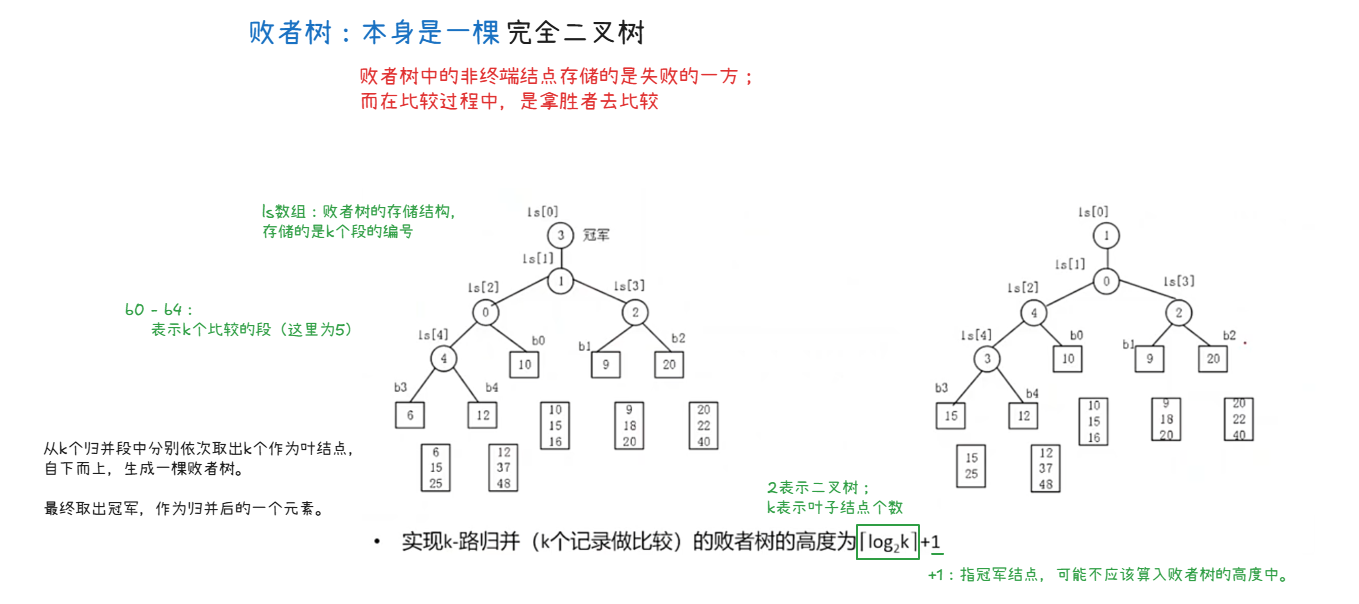 败者树：本身是一棵 完全二叉树
败者树中的非终端结点存储的是失败的一方；
而在比较过程中，是拿胜者去比较
ls数组：败者树的存储结构，
存储的是k个段的编号
b0 - b4：
表示k个比较的段（这里为5）
从k个归并段中分别依次取出k个作为叶结点，
自下而上，生成一棵败者树。
最终取出冠军，作为归并后的一个元素。
ls[0]
3 冠军
ls[1]
1
ls[2] ls[3]
0 2
ls[4] b0 b1 b2
4 10 9 20
b3 b4
6 12
10 9 20
15 18 22
16 20 40
6 12
15 37
25 48
ls[0]
1
ls[1]
0
ls[2] ls[3]
4 2
ls[4] b0 b1 b2
3 10 9 20
b3 b4
15 12
10 9 20
15 18 22
16 20 40
15 12
25 37
48
2表示二叉树；
k表示叶子结点个数
• 实现k-路归并（k个记录做比较）的败者树的高度为⌈log₂k⌉+1
+1：指冠军结点，可能不应该算入败者树的高度中。